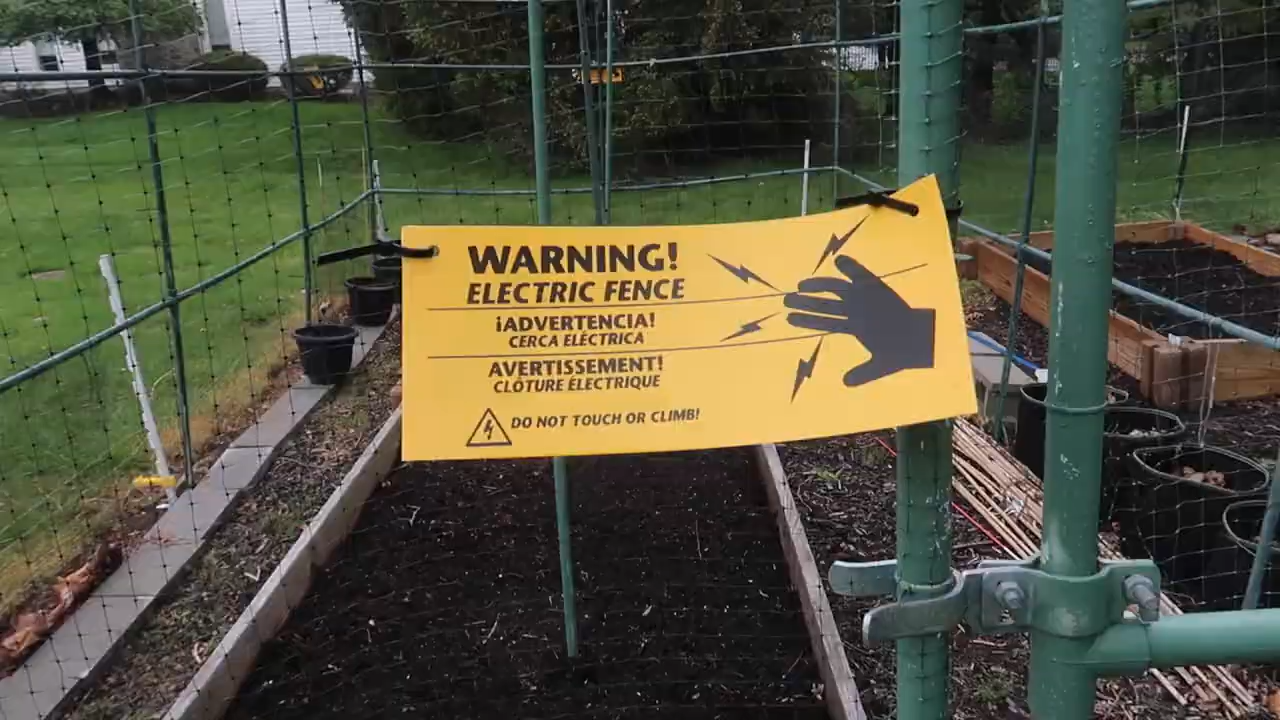 WARNING!
ELECTRIC FENCE
¡ADVERTENCIA!
CERCA ELÉCTRICA
AVERTISSEMENT!
CLÔTURE ÉLECTRIQUE
DO NOT TOUCH OR CLIMB!